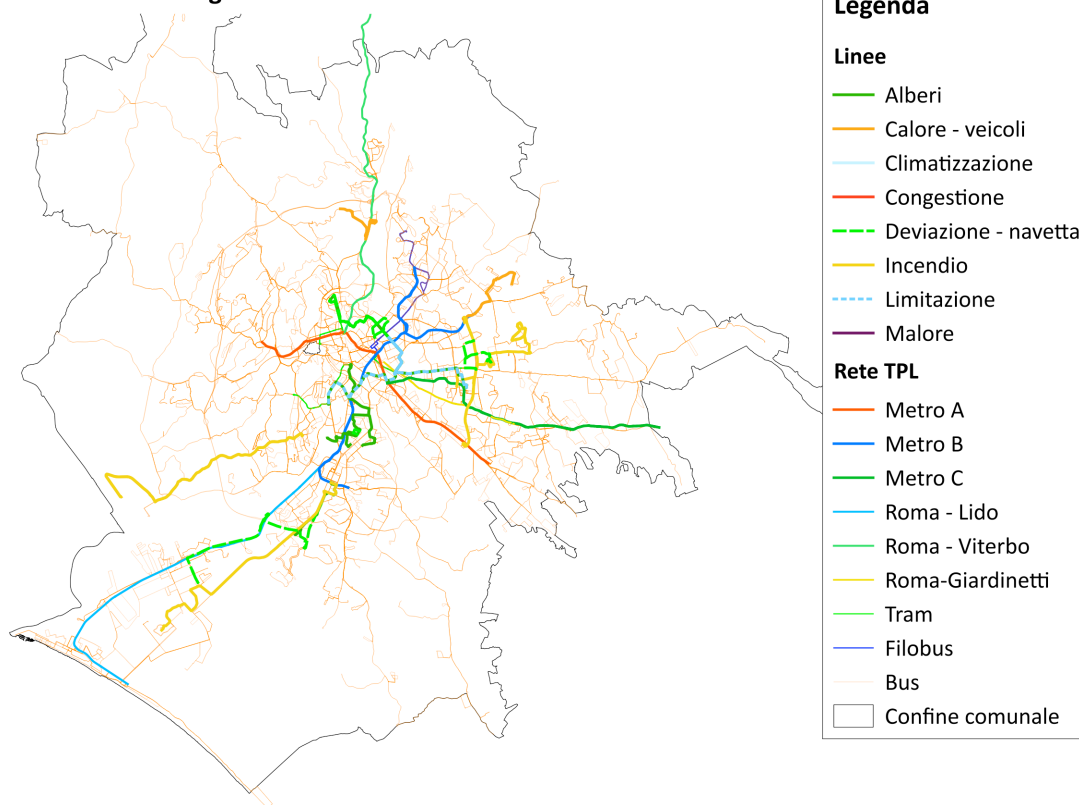 Legenda
Linee
Alberi
Calore - veicoli
Climatizzazione
Congestione
Deviazione - navetta
Incendio
Limitazione
Malore
Rete TPL
Metro A
Metro B
Metro C
Roma - Lido
Roma - Viterbo
Roma-Giardinetti
Tram
Filobus
Bus
Confine comunale